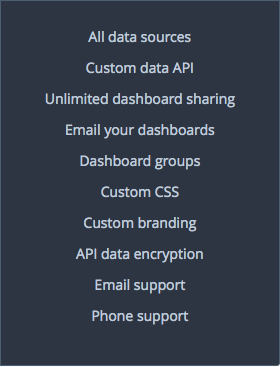 All data sources
Custom data API
Unlimited dashboard sharing
Email your dashboards
Dashboard groups
Custom CSS
Custom branding
API data encryption
Email support
Phone support